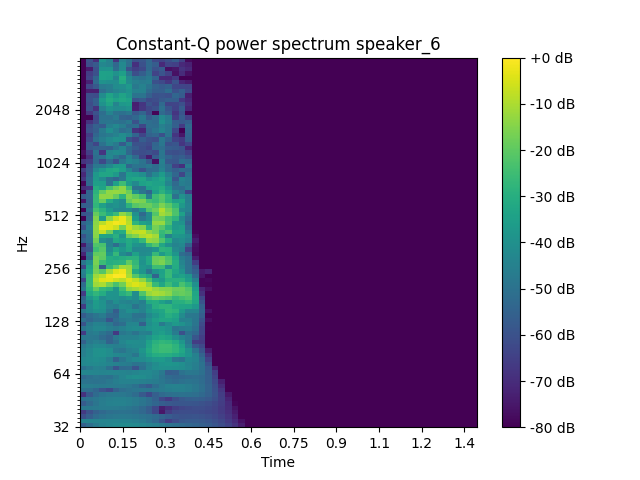 Constant-Q power spectrum speaker_6
Hz
2048
1024
512
256
128
64
32
0 0.15 0.3 0.45 0.6 0.75 0.9 1.1 1.2 1.4
Time
+0 dB
-10 dB
-20 dB
-30 dB
-40 dB
-50 dB
-60 dB
-70 dB
-80 dB